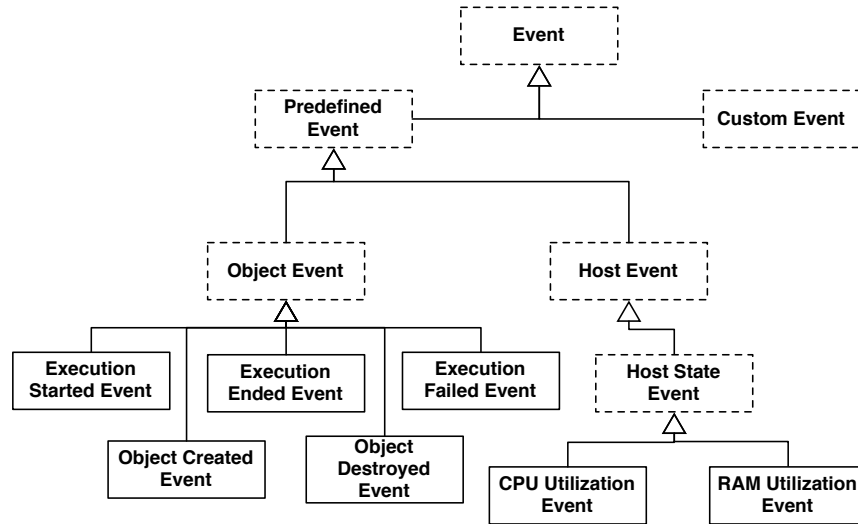 Event
Predefined
Event
Custom Event
Object Event
Host Event
Execution
Started Event
Execution
Ended Event
Execution
Failed Event
Host State
Event
Object Created
Event
Object
Destroyed
Event
CPU Utilization
Event
RAM Utilization
Event